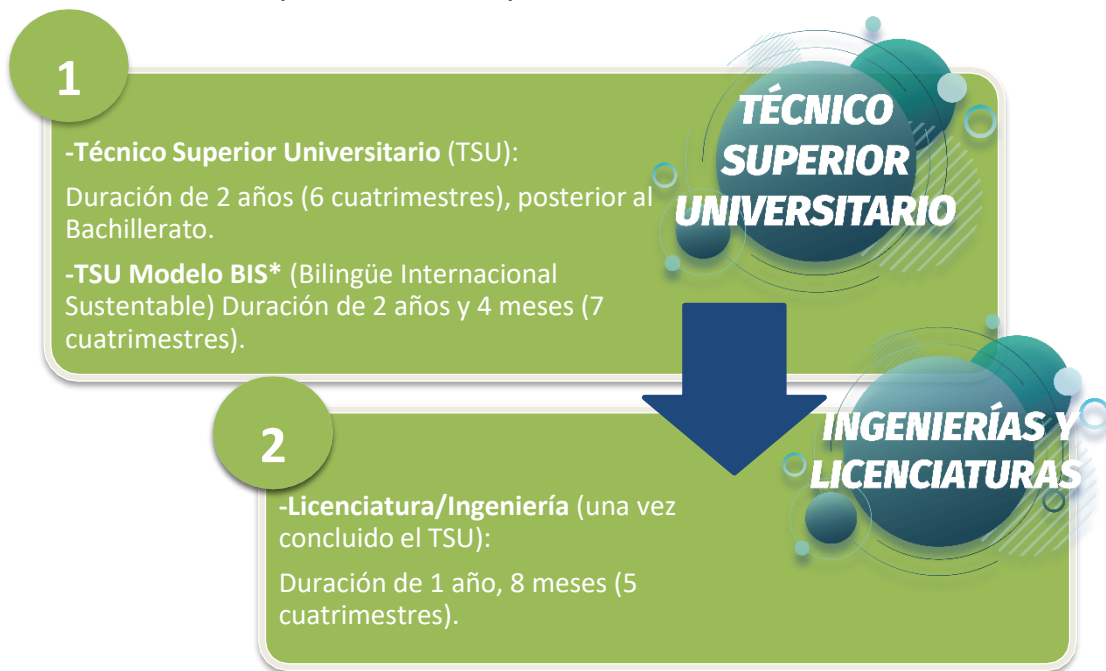 1
-Técnico Superior Universitario (TSU):
Duración de 2 años (6 cuatrimestres), posterior al
Bachillerato.
-TSU Modelo BIS* (Bilingüe Internacional
Sustentable) Duración de 2 años y 4 meses (7
cuatrimestres).
TÉCNICO
SUPERIOR
UNIVERSITARIO
2
-Licenciatura/Ingeniería (una vez
concluido el TSU):
Duración de 1 año, 8 meses (5
cuatrimestres).
INGENIERÍAS Y
LICENCIATURAS